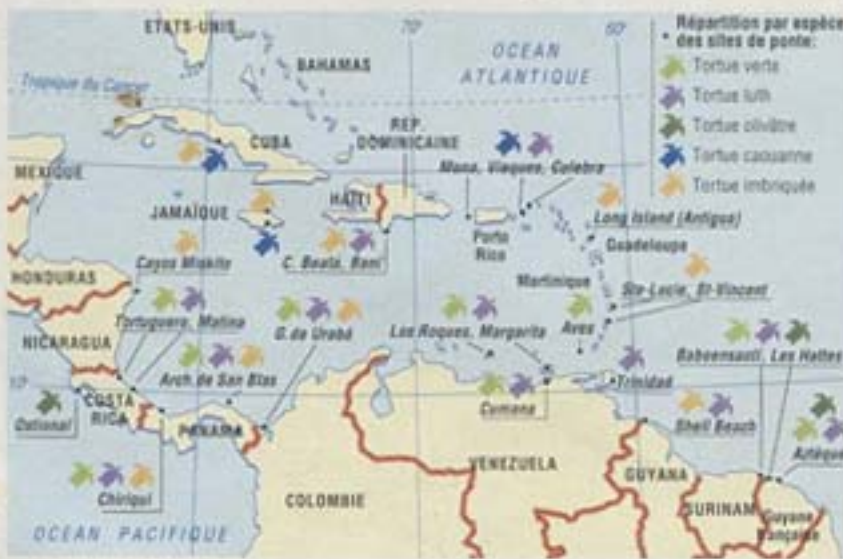 ETATS-UNIS
70°
60°
OCEAN
ATLANTIQUE
BAHAMAS
Tropique du Cancer
Répartition par espèce
des sites de ponte:
Tortue verte
Tortue luth
Tortue olivâtre
Tortue caouanne
Tortue imbriquée
CUBA
REP.
DOMINICAINE
MEXIQUE
HAÏTI
Mona, Vieques, Culebra
JAMAÏQUE
Porto
Rico
Long Island (Antigua)
Guadeloupe
Cayos Miskito
C. Beata, Bani
HONDURAS
Martinique
Ste-Lucie, St-Vincent
Tortuguero, Matina
G. de Urabá
Los Roques, Margarita
Aves
NICARAGUA
Arch. de San Blas
Les Hattes
10°
Trinidad
COSTA
RICA
Ostional
PANAMA
Cumana
Shell Beach
Chiriqui
VENEZUELA
GUYANA
COLOMBIE
SURINAM
Guyane
française
OCEAN PACIFIQUE